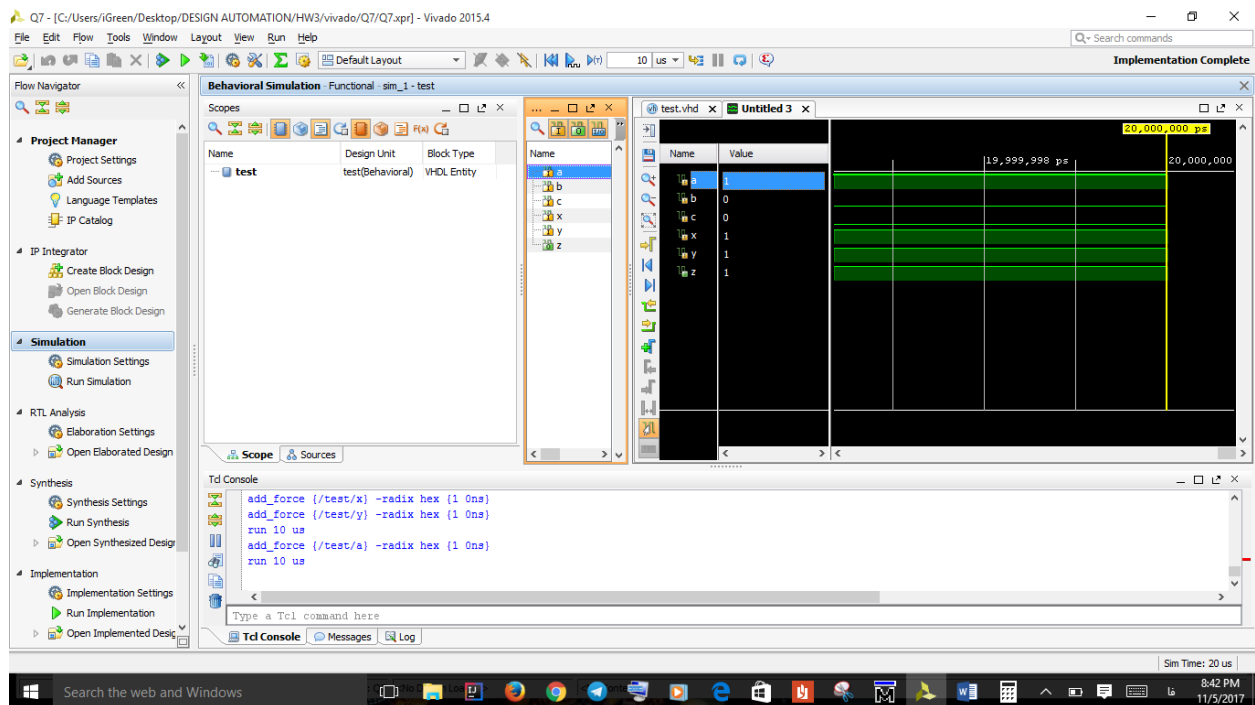 Q7 - [C:/Users/iGreen/Desktop/DESIGN AUTOMATION/HW3/vivado/Q7/Q7.xpr] - Vivado 2015.4
File Edit Flow Tools Window Layout View Run Help
Search commands
Default Layout
10 us
Implementation Complete
Flow Navigator
Project Manager
Project Settings
Add Sources
Language Templates
IP Catalog
IP Integrator
Create Block Design
Open Block Design
Generate Block Design
Simulation
Simulation Settings
Run Simulation
RTL Analysis
Elaboration Settings
Open Elaborated Design
Synthesis
Synthesis Settings
Run Synthesis
Open Synthesized Design
Implementation
Implementation Settings
Run Implementation
Open Implemented Desig
Behavioral Simulation - Functional - sim_1 - test
Scopes
Name Design Unit Block Type
test test(Behavioral) VHDL Entity
Scope Sources
...
Name
a
b
c
x
y
z
test.vhd Untitled 3
Name Value
a 1
b 0
c 0
x 1
y 1
z 1
20,000,000 ps
19,999,998 ps 20,000,000
Tcl Console
add_force {/test/x} -radix hex {1 0ns}
add_force {/test/y} -radix hex {1 0ns}
run 10 us
add_force {/test/a} -radix hex {1 0ns}
run 10 us
Type a Tcl command here
Tcl Console Messages Log
Sim Time: 20 us
Search the web and Windows
فا
8:42 PM
11/5/2017